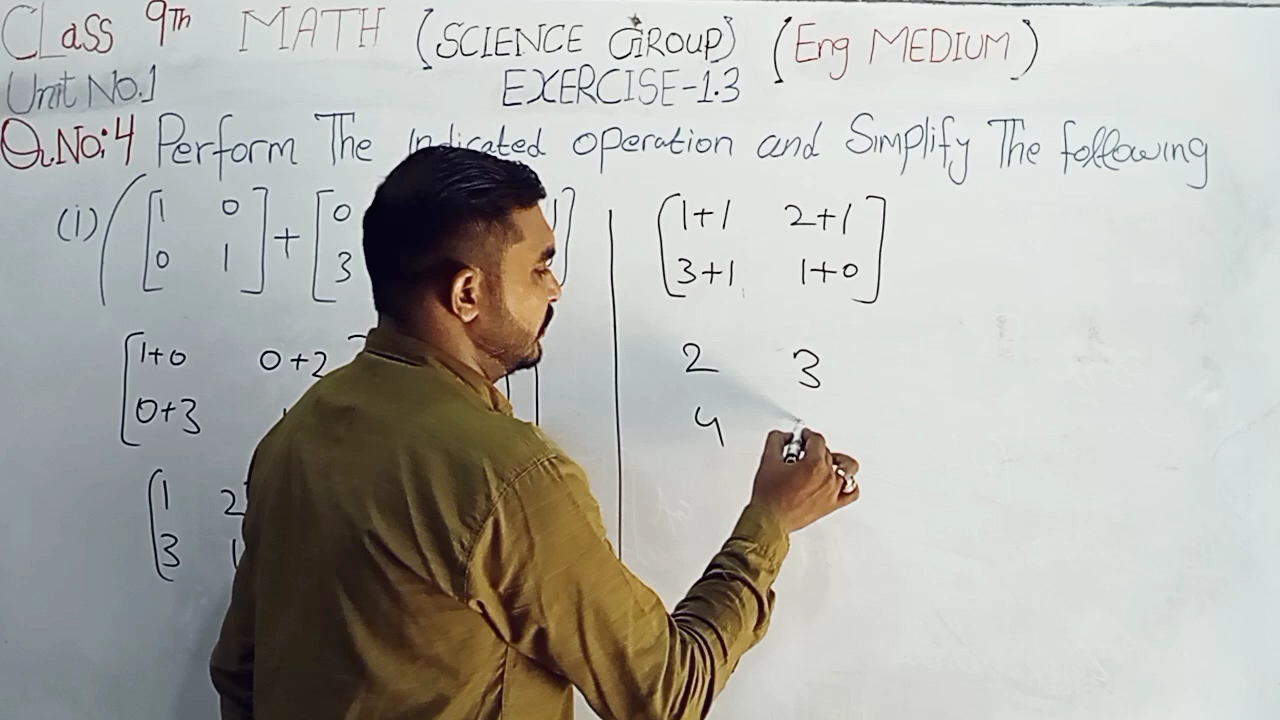 CLass 9Th MATH (SCIENCE GROUP) (Eng MEDIUM)
Unit No.1 EXERCISE-1.3
Q.No:4 Perform The Indicated operation and Simplify The following
(i) ( [ 1 0 ] + [ 0 1 ]
0 1 3
1+0 0+2
0+3
1 2
3 1
[ 1+1 2+1 ]
3+1 1+0
2 3
4